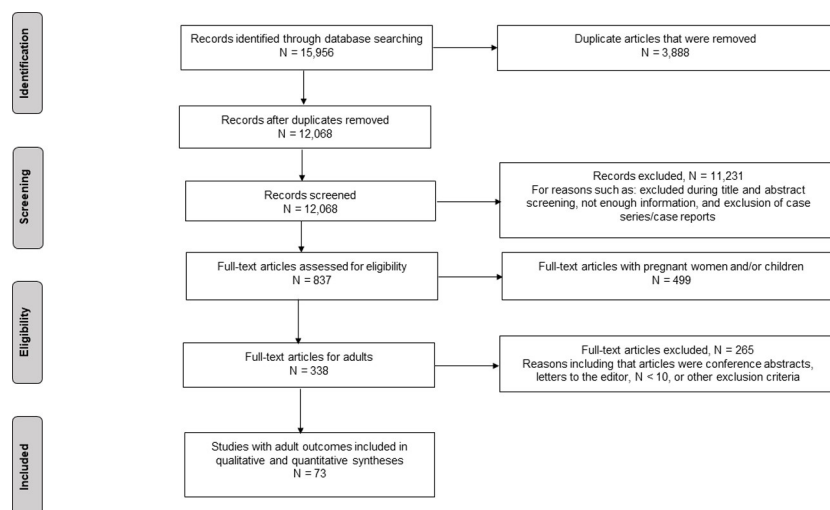 Identification
Records identified through database searching
N = 15,956
Duplicate articles that were removed
N = 3,888
Records after duplicates removed
N = 12,068
Screening
Records screened
N = 12,068
Records excluded, N = 11,231
For reasons such as: excluded during title and abstract
screening, not enough information, and exclusion of case
series/case reports
Eligibility
Full-text articles assessed for eligibility
N = 837
Full-text articles with pregnant women and/or children
N = 499
Full-text articles for adults
N = 338
Full-text articles excluded, N = 265
Reasons including that articles were conference abstracts,
letters to the editor, N < 10, or other exclusion criteria
Included
Studies with adult outcomes included in
qualitative and quantitative syntheses
N = 73